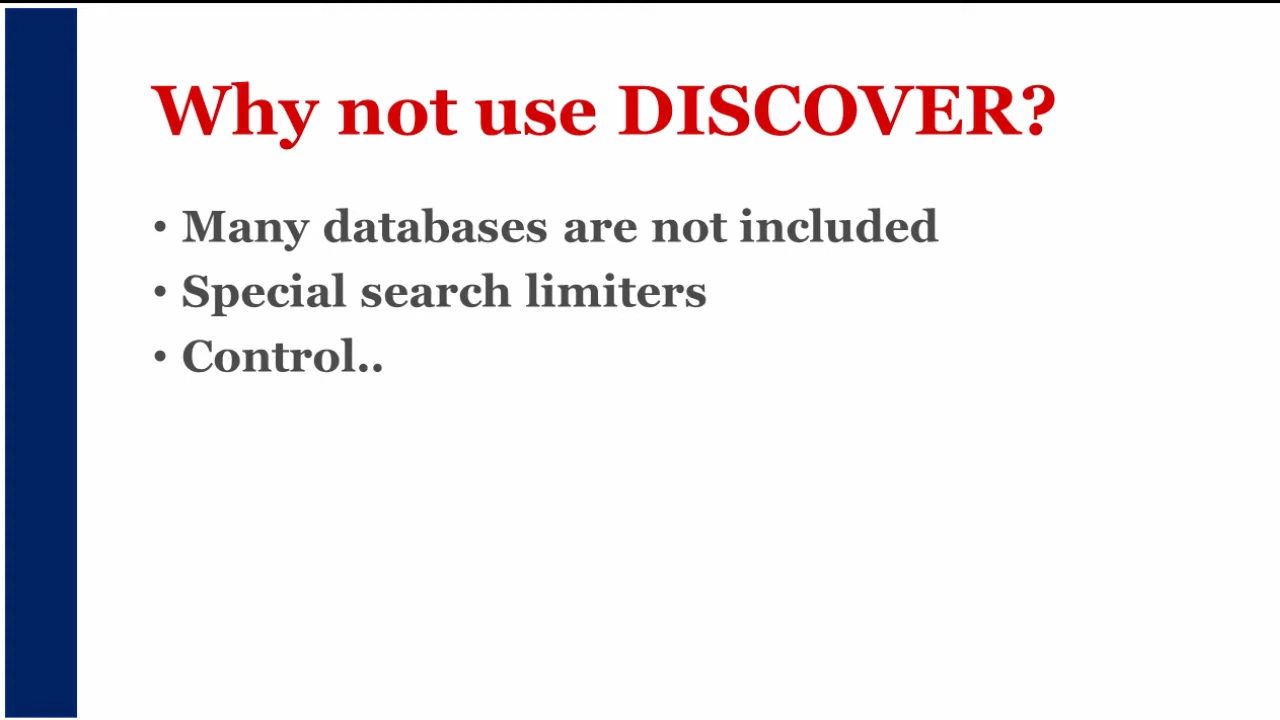 Why not use DISCOVER?
• Many databases are not included
• Special search limiters
• Control..